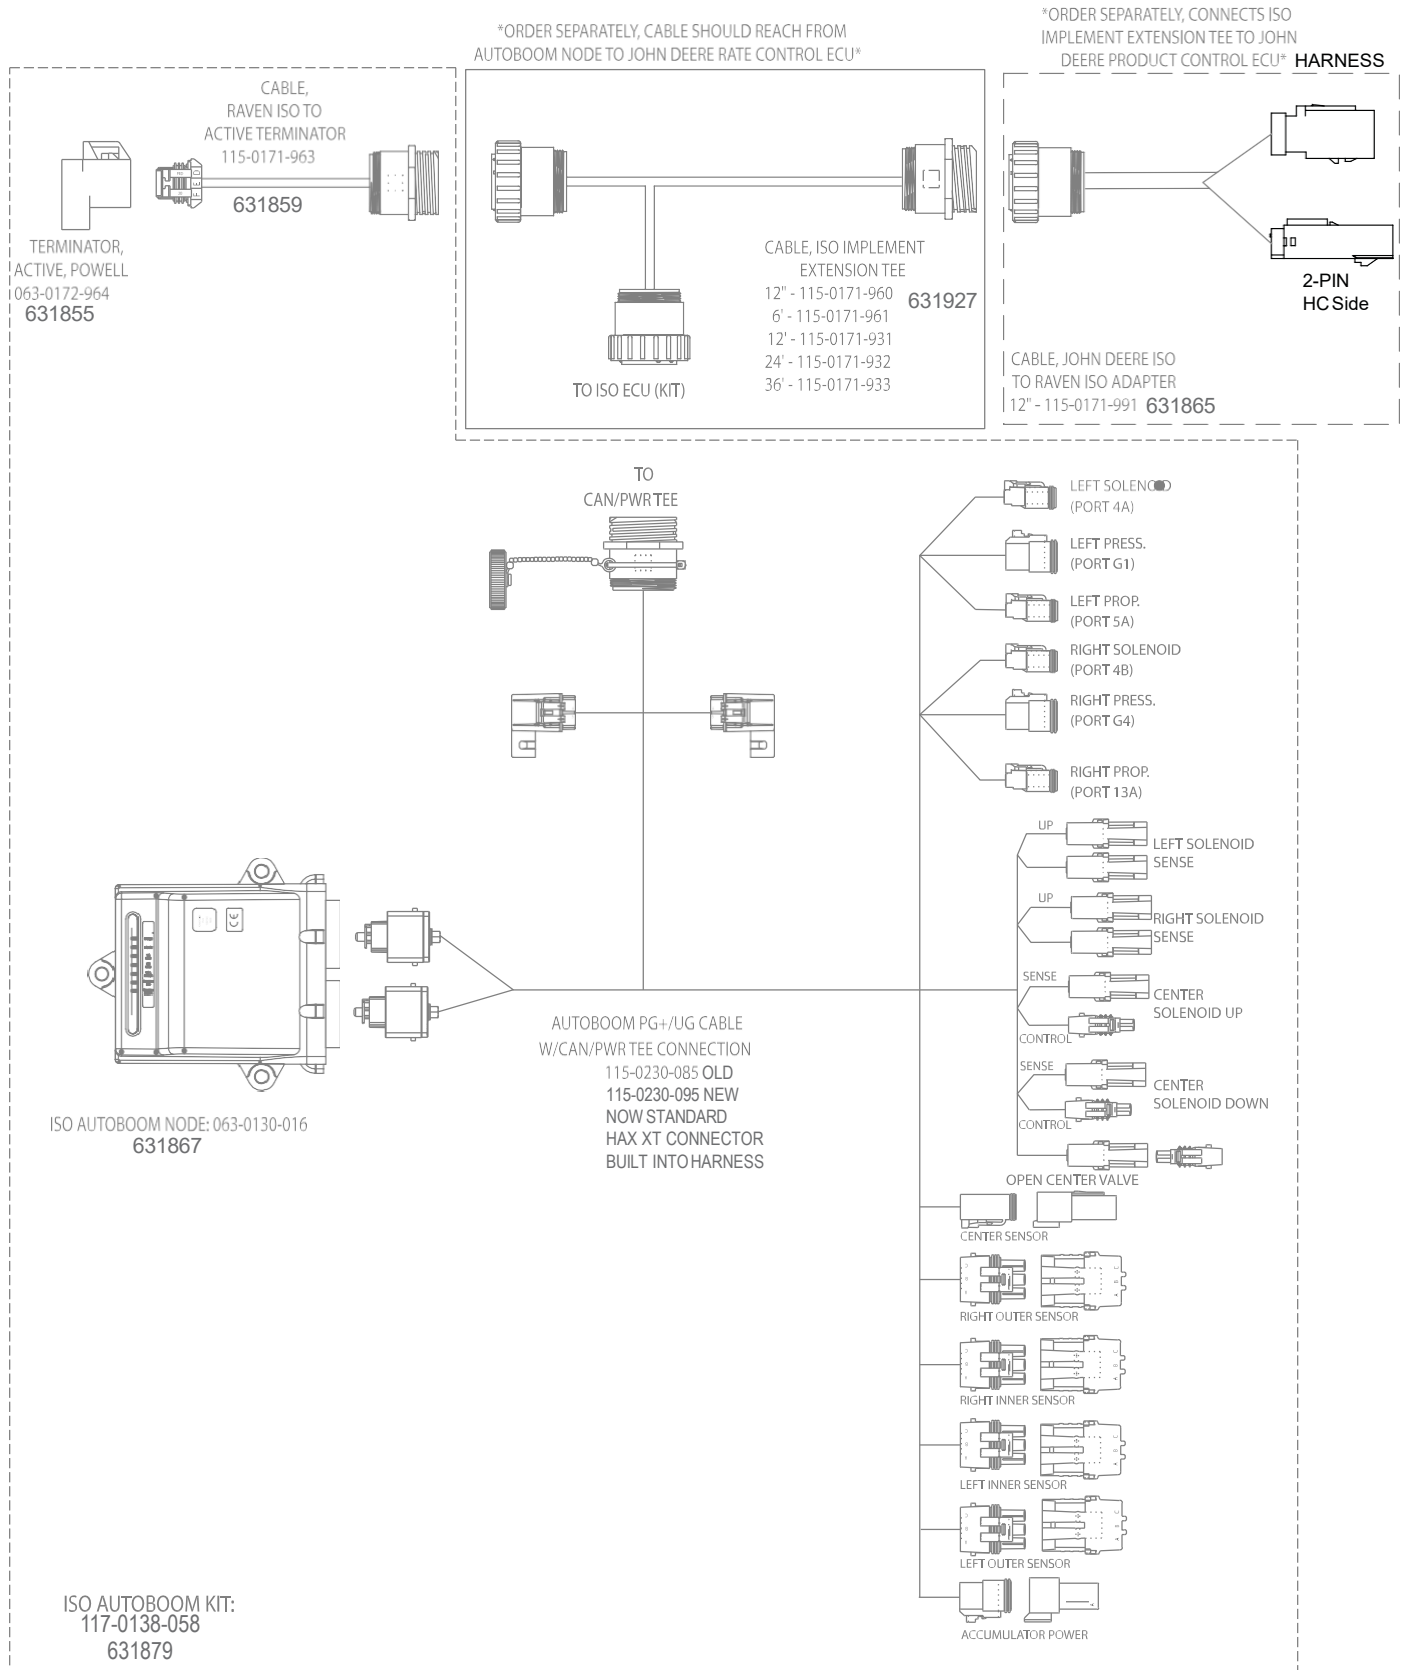 *ORDER SEPARATELY, CABLE SHOULD REACH FROM
AUTOBOOM NODE TO JOHN DEERE RATE CONTROL ECU*
*ORDER SEPARATELY, CONNECTS ISO
IMPLEMENT EXTENSION TEE TO JOHN
DEERE PRODUCT CONTROL ECU* HARNESS
CABLE,
RAVEN ISO TO
ACTIVE TERMINATOR
115-0171-963
631859
TERMINATOR,
ACTIVE, POWELL
063-0172-964
631855
CABLE, ISO IMPLEMENT
EXTENSION TEE
12" - 115-0171-960
6' - 115-0171-961
12' - 115-0171-931
24' - 115-0171-932
36' - 115-0171-933
631927
TO ISO ECU (KIT)
2-PIN
HC Side
CABLE, JOHN DEERE ISO
TO RAVEN ISO ADAPTER
12" - 115-0171-991 631865
TO
CAN/PWR TEE
LEFT SOLENOID
(PORT 4A)
LEFT PRESS.
(PORT G1)
LEFT PROP.
(PORT 5A)
RIGHT SOLENOID
(PORT 4B)
RIGHT PRESS.
(PORT G4)
RIGHT PROP.
(PORT 13A)
UP
LEFT SOLENOID
SENSE
UP
RIGHT SOLENOID
SENSE
SENSE
CENTER
SOLENOID UP
CONTROL
SENSE
CENTER
SOLENOID DOWN
CONTROL
OPEN CENTER VALVE
AUTOBOOM PG+/UG CABLE
W/CAN/PWR TEE CONNECTION
115-0230-085 OLD
115-0230-095 NEW
NOW STANDARD
HAX XT CONNECTOR
BUILT INTO HARNESS
CE
ISO AUTOBOOM NODE: 063-0130-016
631867
CENTER SENSOR
RIGHT OUTER SENSOR
RIGHT INNER SENSOR
LEFT INNER SENSOR
LEFT OUTER SENSOR
ACCUMULATOR POWER
ISO AUTOBOOM KIT:
117-0138-058
631879